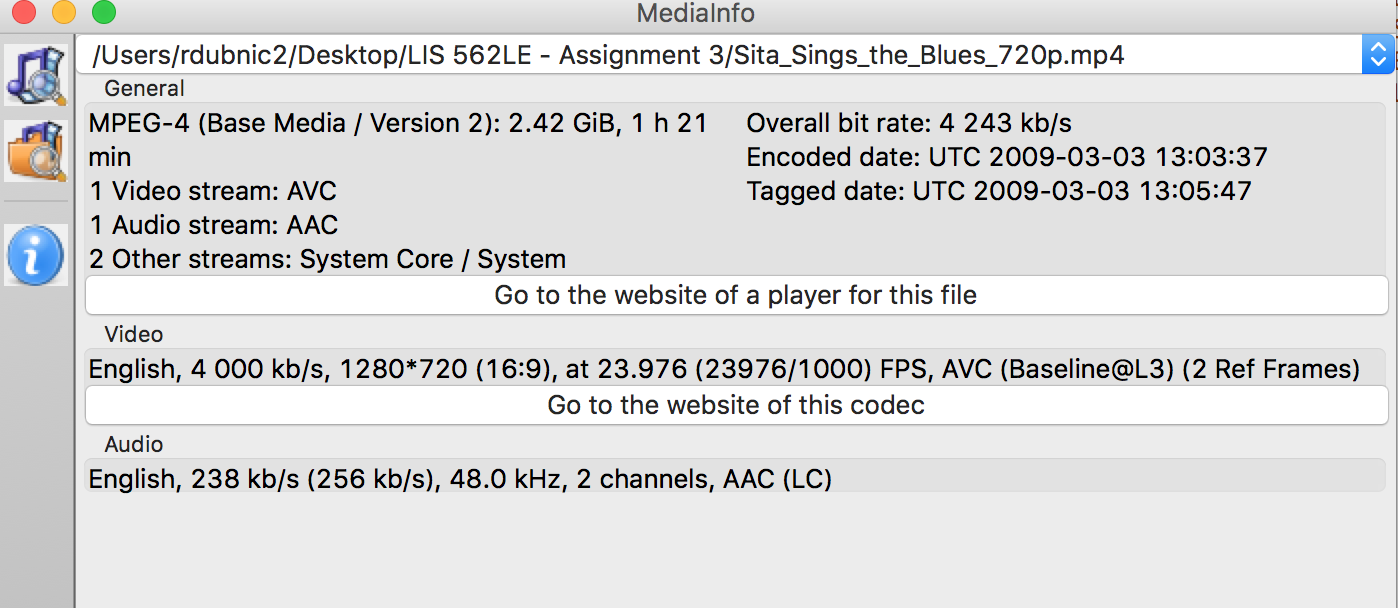 MediaInfo
/Users/rdubnic2/Desktop/LIS 562LE - Assignment 3/Sita_Sings_the_Blues_720p.mp4
General
MPEG-4 (Base Media / Version 2): 2.42 GiB, 1 h 21
min
1 Video stream: AVC
1 Audio stream: AAC
2 Other streams: System Core / System
Overall bit rate: 4 243 kb/s
Encoded date: UTC 2009-03-03 13:03:37
Tagged date: UTC 2009-03-03 13:05:47
Go to the website of a player for this file
Video
English, 4 000 kb/s, 1280*720 (16:9), at 23.976 (23976/1000) FPS, AVC (Baseline@L3) (2 Ref Frames)
Go to the website of this codec
Audio
English, 238 kb/s (256 kb/s), 48.0 kHz, 2 channels, AAC (LC)